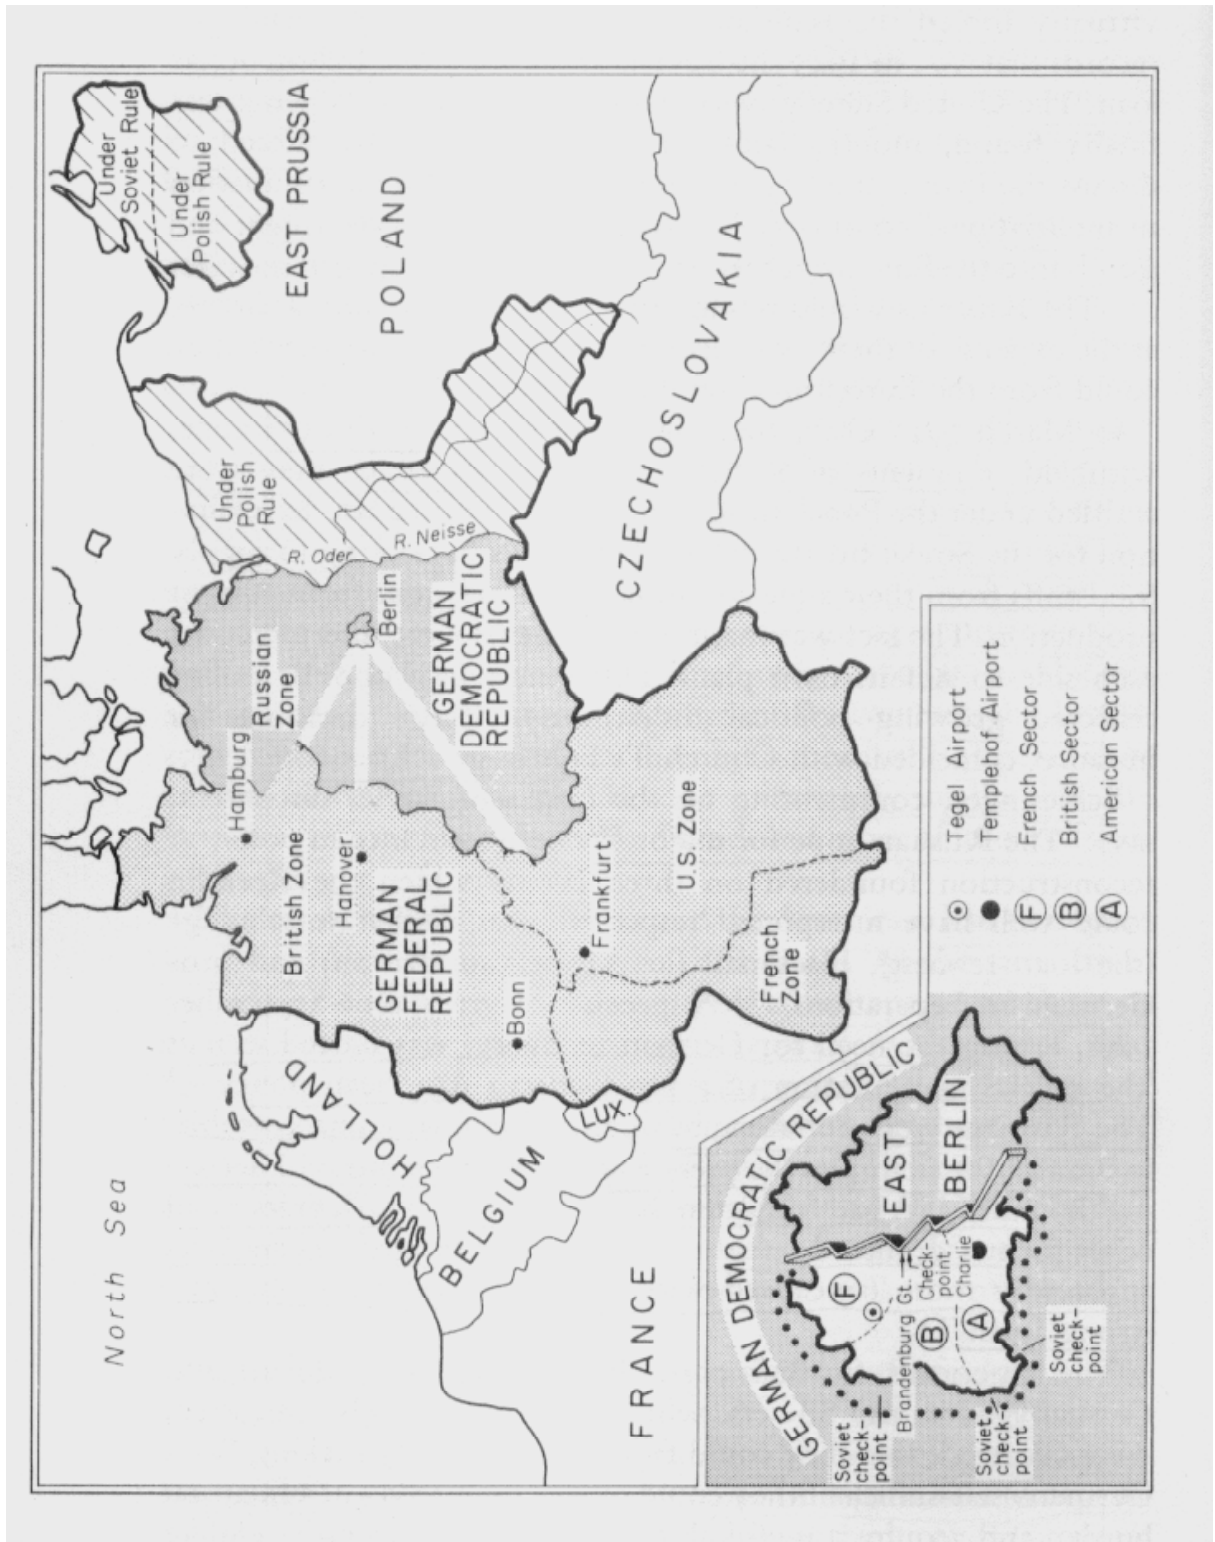 North Sea
HOLLAND
BELGIUM
LUX.
FRANCE
Hamburg
British Zone
Hanover
GERMAN
FEDERAL
REPUBLIC
Bonn
Frankfurt
U.S. Zone
French
Zone
Russian
Zone
Berlin
GERMAN
DEMOCRATIC
REPUBLIC
R. Oder
R. Neisse
Under
Polish
Rule
Under
Soviet Rule
Under
Polish Rule
EAST PRUSSIA
POLAND
CZECHOSLOVAKIA
GERMAN DEMOCRATIC REPUBLIC
EAST
BERLIN
F
B
A
Brandenburg Gt.
Check-
point
Charlie
Soviet
check-
point
Soviet
check-
point
Soviet
check-
point
Tegel Airport
Templehof Airport
F French Sector
B British Sector
A American Sector